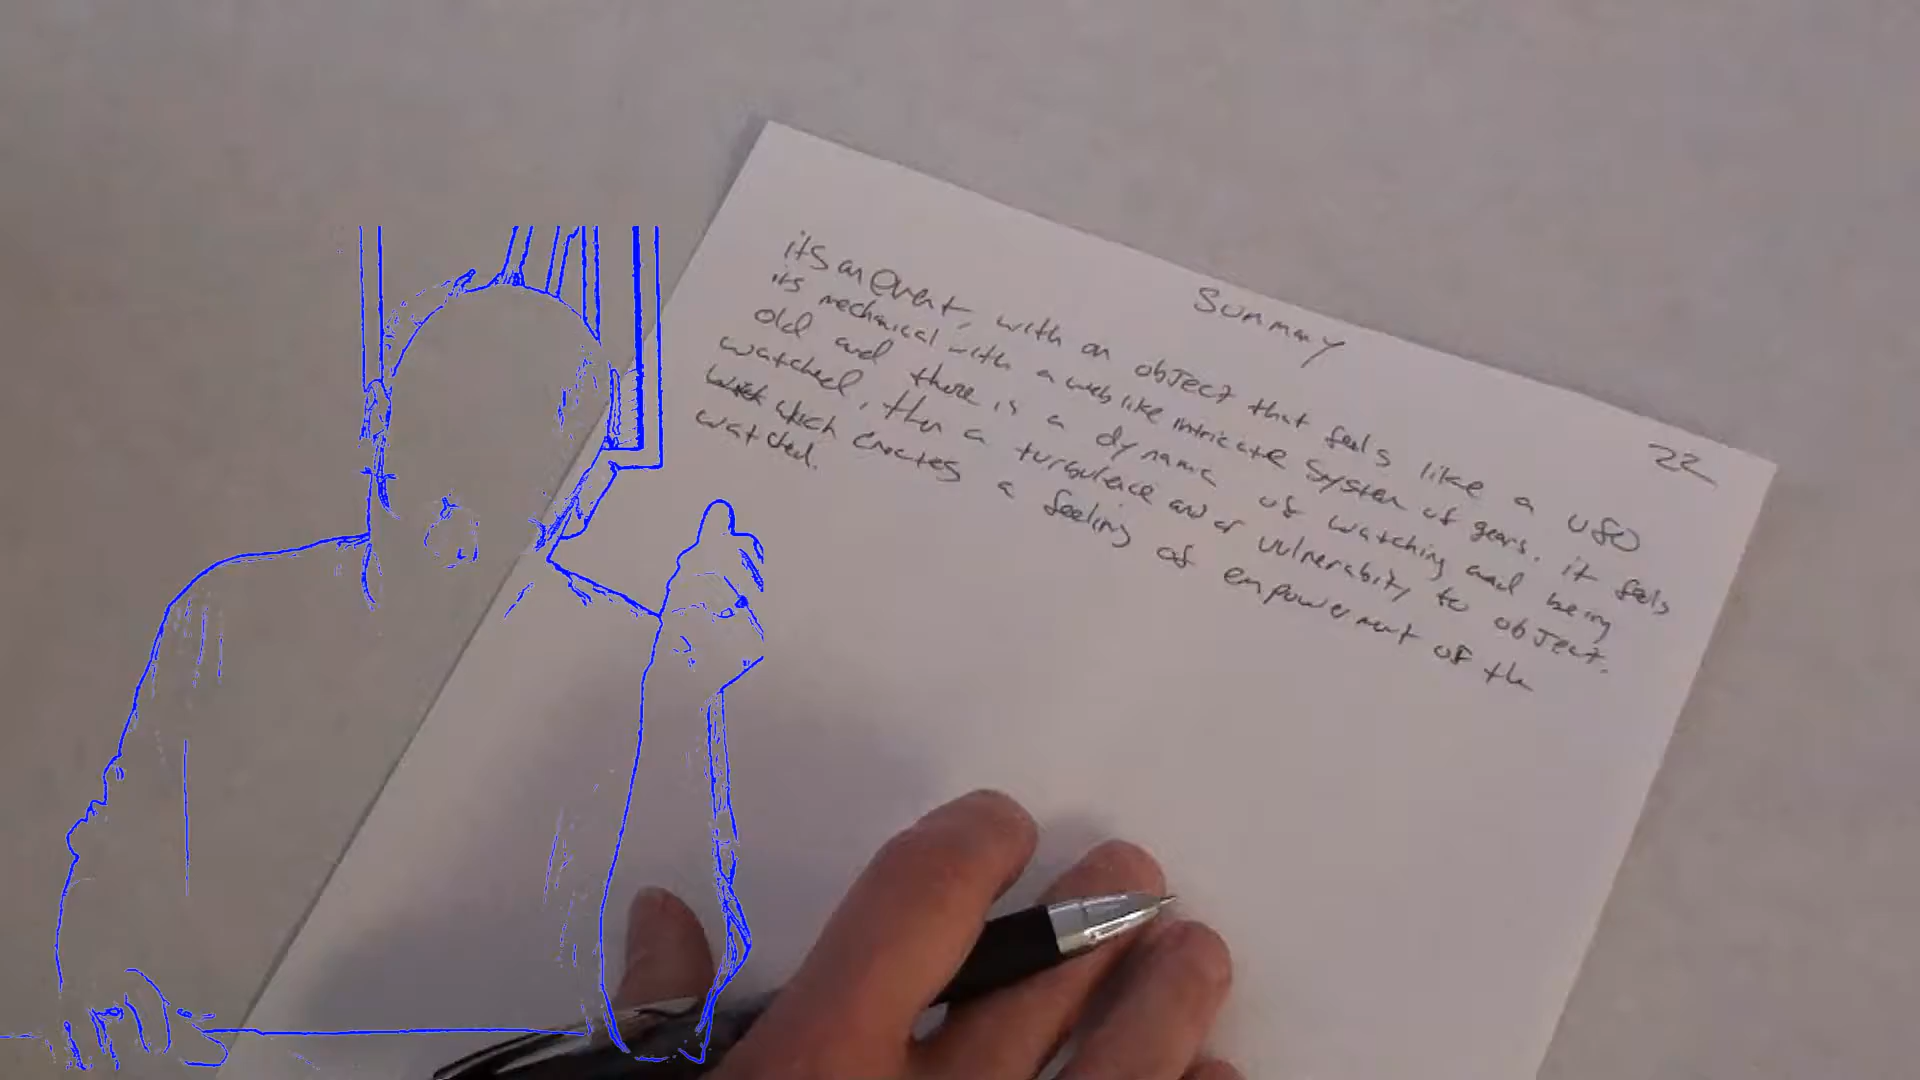 Summary
22
its an Event, with an object that feels like a UFO
its mechanical with a web like intricate system of gears. it feels
old and there is a dynamic of watching and being
watched, then a turbulence and or vulnerabity to object.
which creates a feeling of empowerment of the
watched.